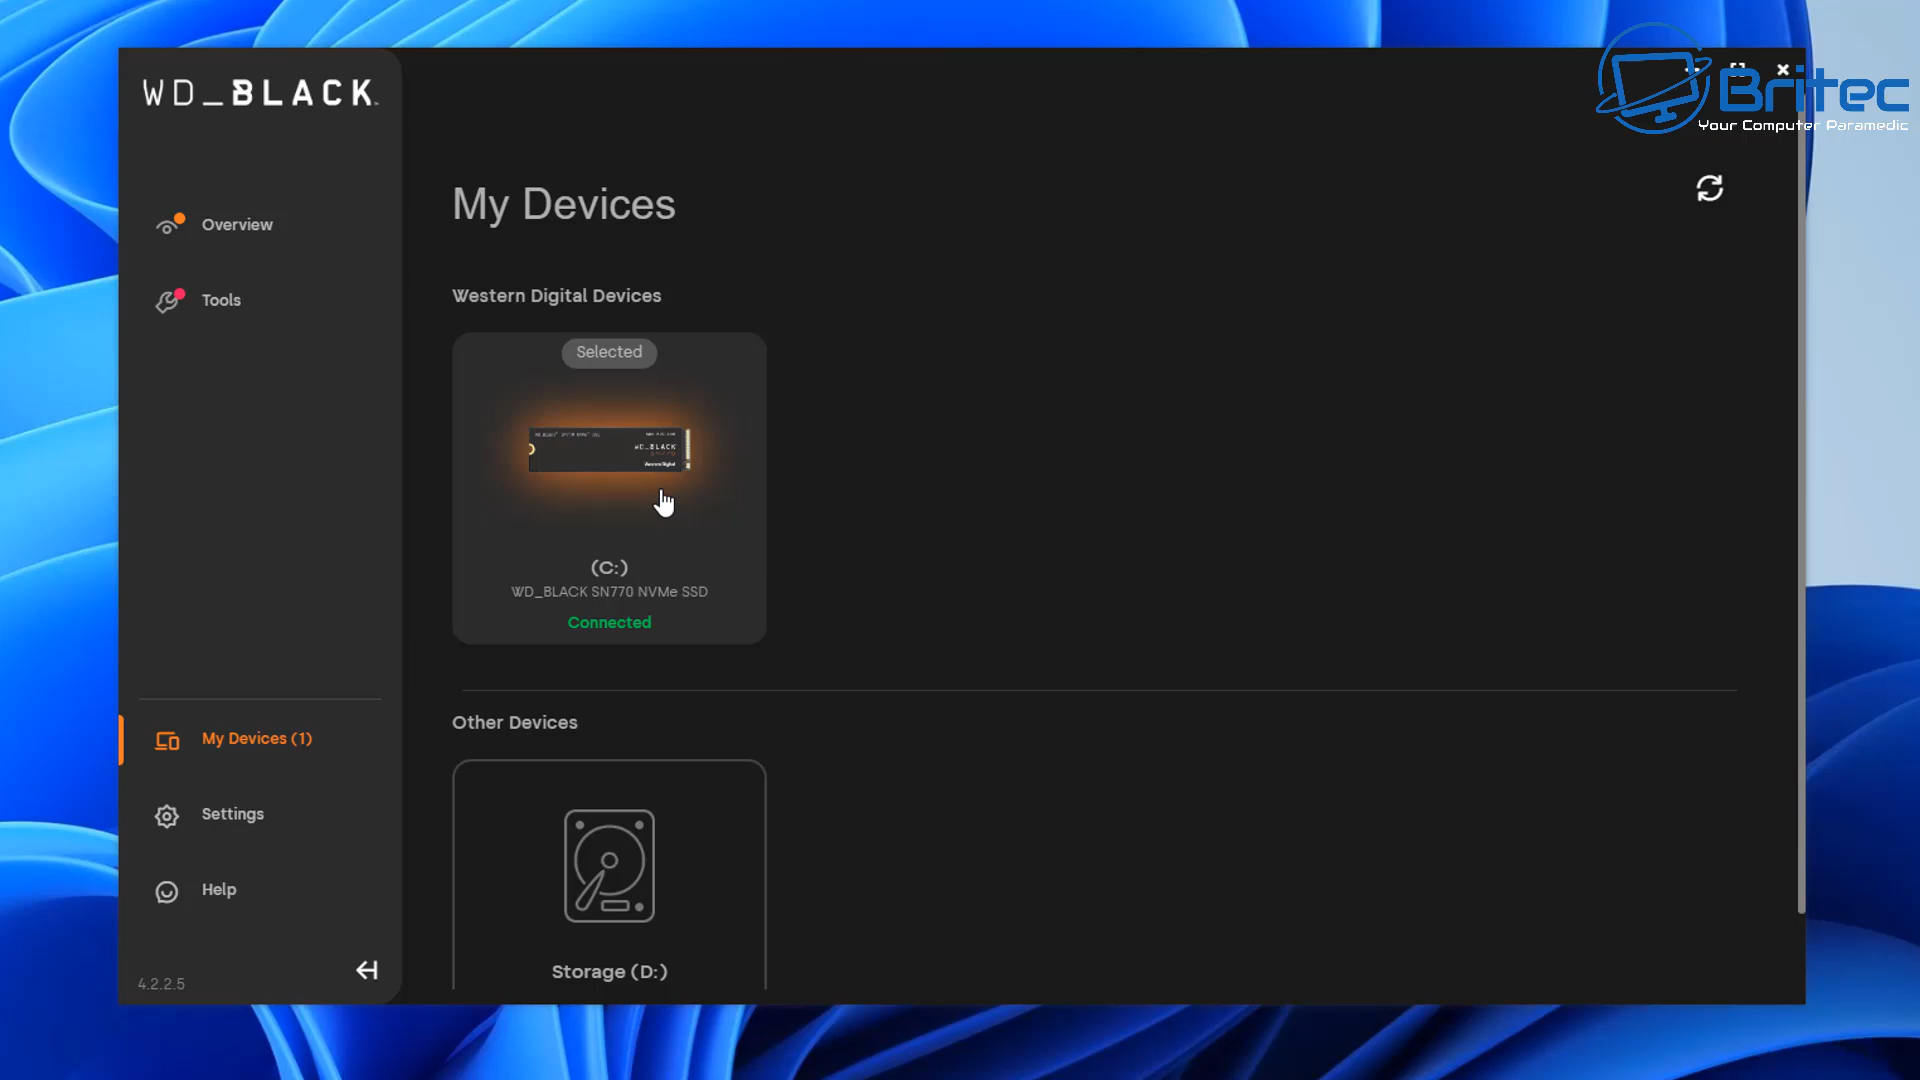 WD_BLACK
Britec
Your Computer Paramedic
Overview
Tools
My Devices (1)
Settings
Help
4.2.2.5
My Devices
Western Digital Devices
Selected
WD_BLACK
(C:)
WD_BLACK SN770 NVMe SSD
Connected
Other Devices
Storage (D:)